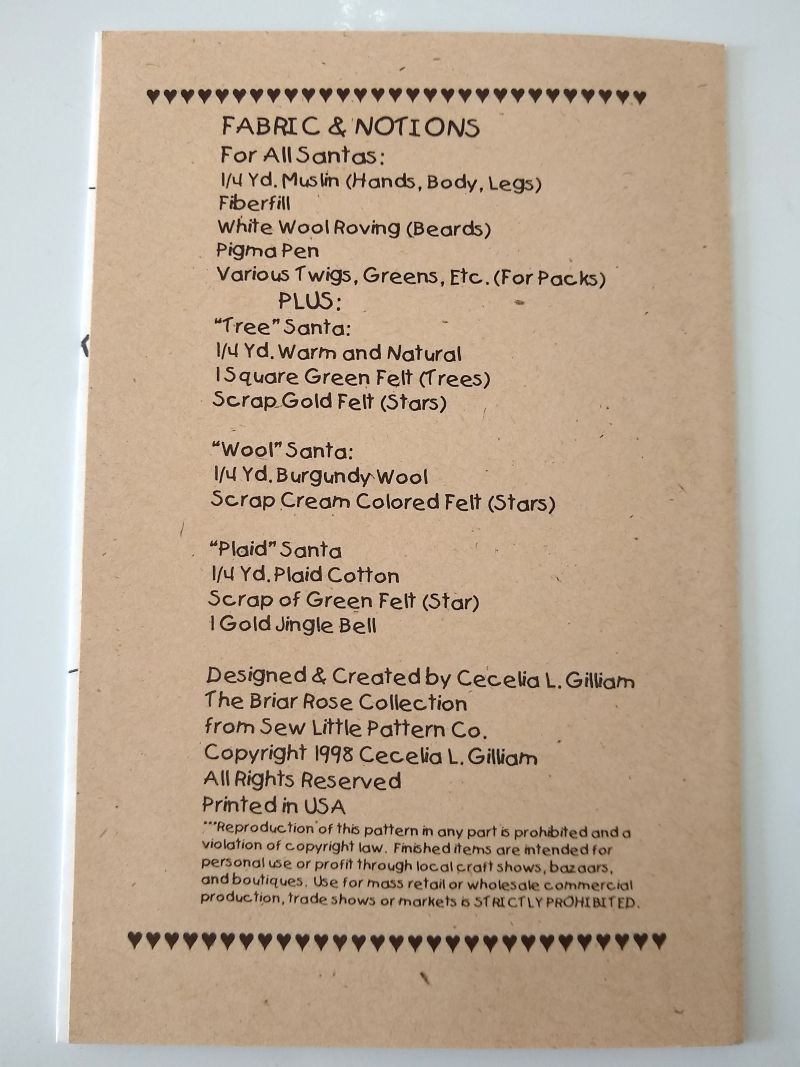 FABRIC & NOTIONS
For All Santas:
1/4 Yd. Muslin (Hands, Body, Legs)
Fiberfill
White Wool Roving (Beards)
Pigma Pen
Various Twigs, Greens, Etc. (For Packs)
PLUS:
"Tree" Santa:
1/4 Yd. Warm and Natural
1 Square Green Felt (Trees)
Scrap Gold Felt (Stars)
"Wool" Santa:
1/4 Yd. Burgundy Wool
Scrap Cream Colored Felt (Stars)
"Plaid" Santa
1/4 Yd. Plaid Cotton
Scrap of Green Felt (Star)
1 Gold Jingle Bell
Designed & Created by Cecelia L. Gilliam
The Briar Rose Collection
from Sew Little Pattern Co.
Copyright 1998 Cecelia L. Gilliam
All Rights Reserved
Printed in USA
***Reproduction of this pattern in any part is prohibited and a
violation of copyright law. Finished items are intended for
personal use or profit through local craft shows, bazaars,
and boutiques. Use for mass retail or wholesale commercial
production, trade shows or markets is STRICTLY PROHIBITED.